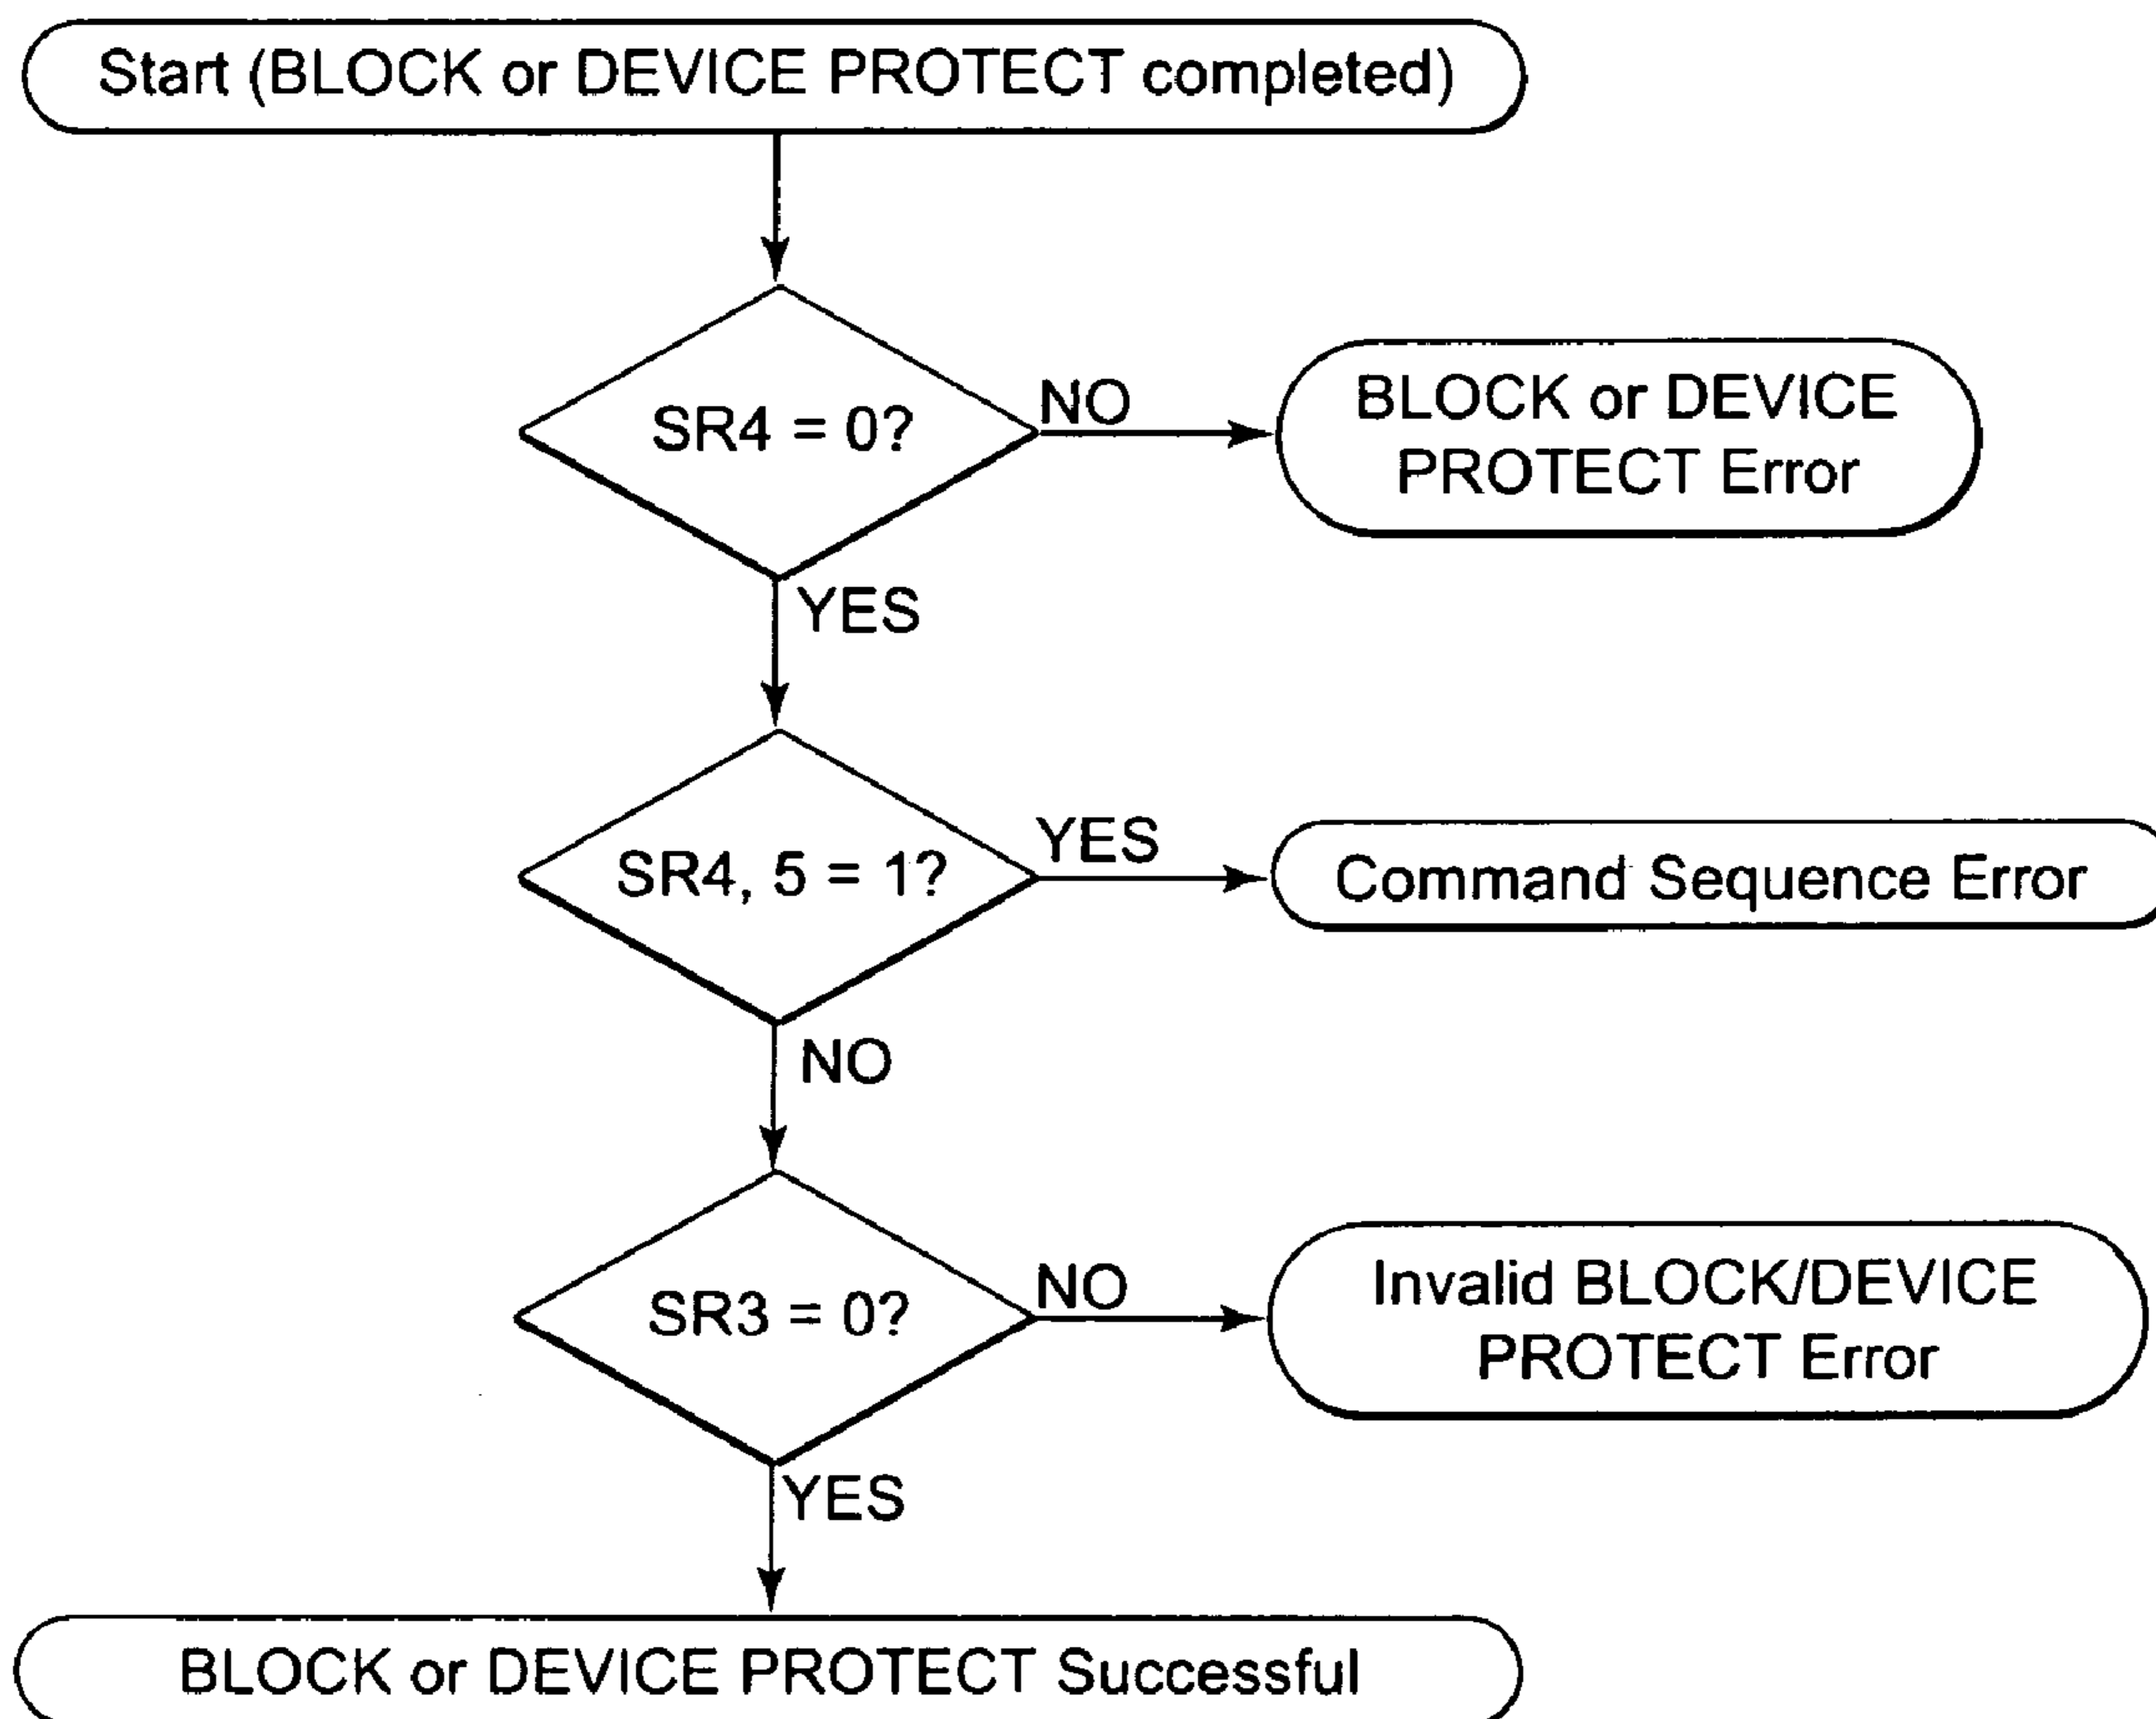 Start (BLOCK or DEVICE PROTECT completed)
SR4 = 0?
NO
BLOCK or DEVICE
PROTECT Error
YES
SR4, 5 = 1?
YES
Command Sequence Error
NO
SR3 = 0?
NO
Invalid BLOCK/DEVICE
PROTECT Error
YES
BLOCK or DEVICE PROTECT Successful